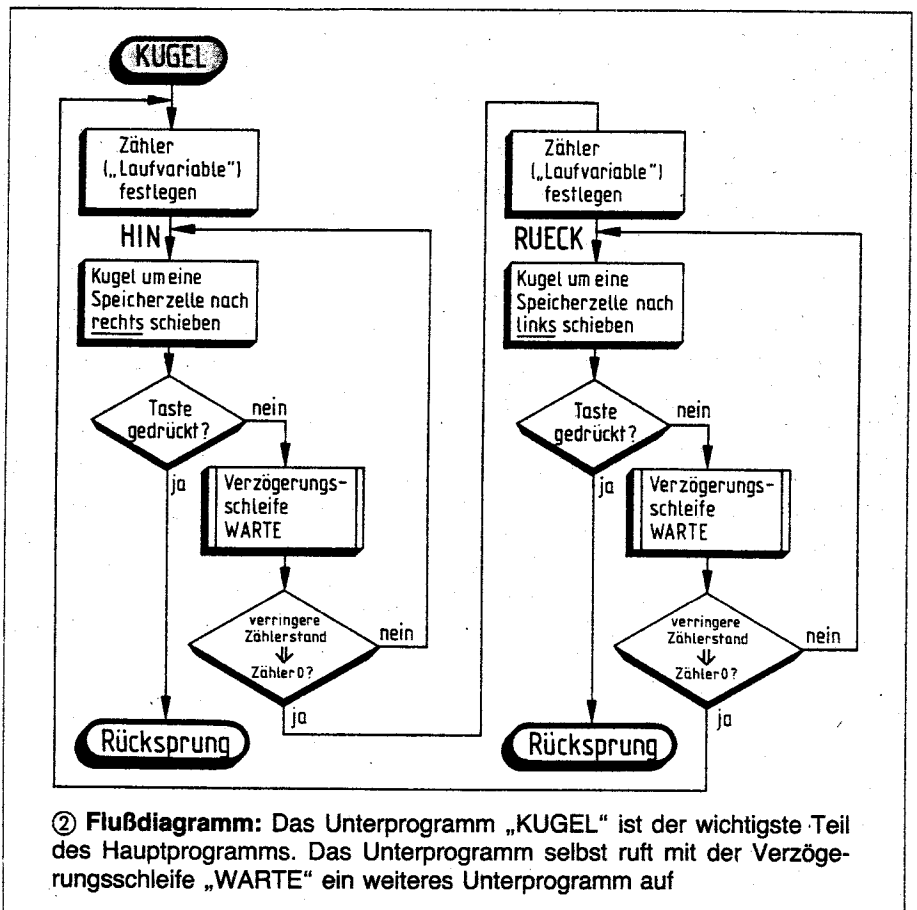 KUGEL
Zähler
(„Laufvariable")
festlegen
HIN
Kugel um eine
Speicherzelle nach
rechts schieben
Taste
gedrückt?
nein
ja
Verzögerungs-
schleife
WARTE
verringere
Zählerstand
⇓
Zähler 0?
nein
ja
Rücksprung
Zähler
(„Laufvariable")
festlegen
RUECK
Kugel um eine
Speicherzelle nach
links schieben
Taste
gedrückt?
nein
ja
Verzögerungs-
schleife
WARTE
verringere
Zählerstand
⇓
Zähler 0?
nein
ja
Rücksprung
② Flußdiagramm: Das Unterprogramm „KUGEL" ist der wichtigste Teil
des Hauptprogramms. Das Unterprogramm selbst ruft mit der Verzöge-
rungsschleife „WARTE" ein weiteres Unterprogramm auf